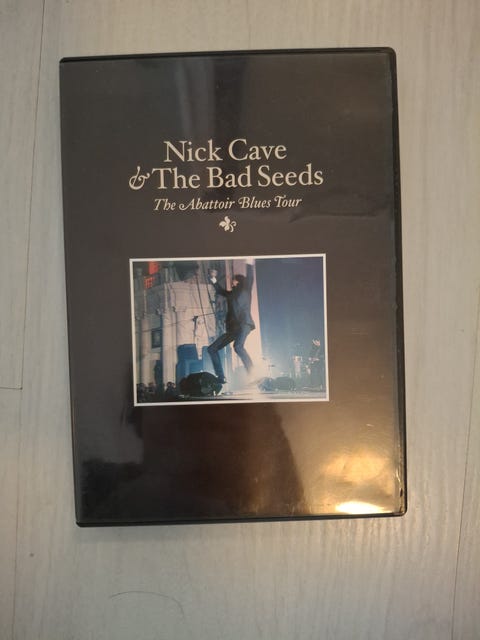 Nick Cave
& The Bad Seeds
The Abattoir Blues Tour